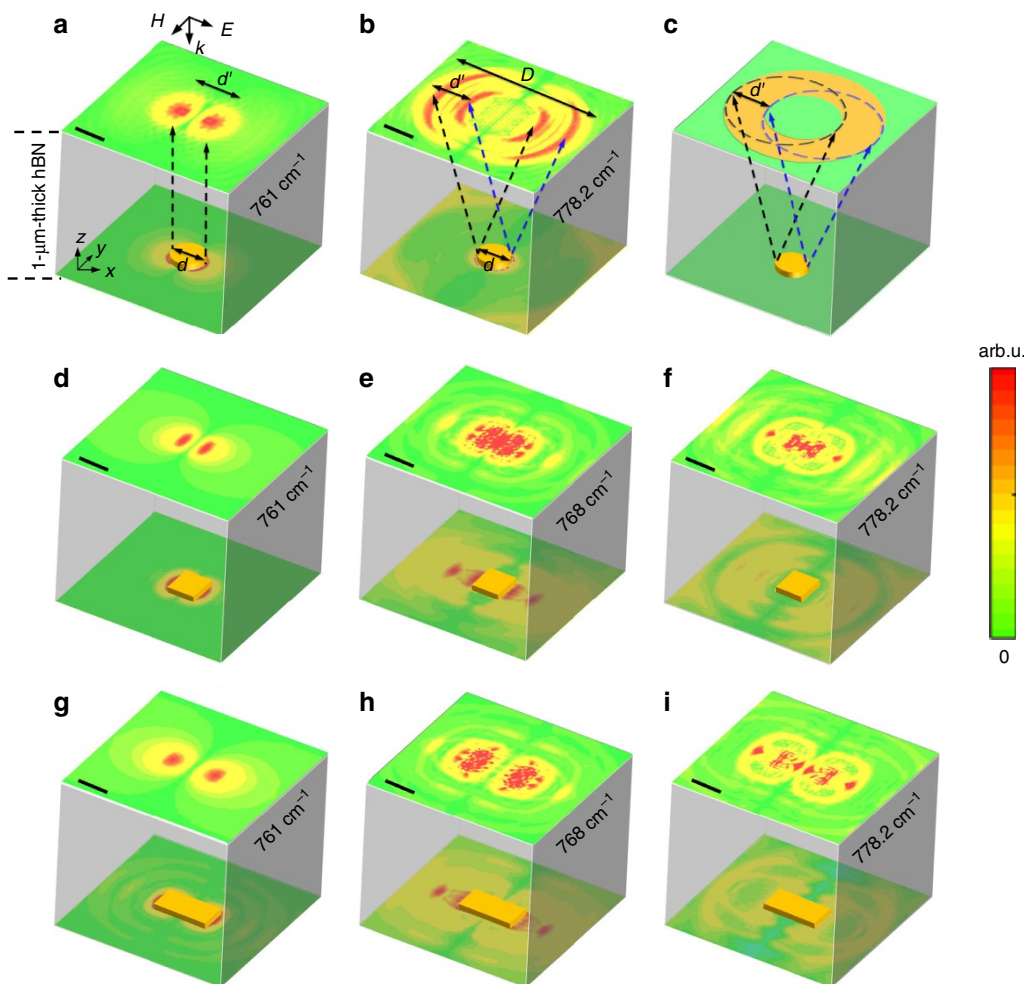 a
b
c
H
E
k
d'
d'
D
d'
1-µm-thick hBN
761 cm−1
778.2 cm−1
z
y
x
d
d
d
e
f
arb.u.
761 cm−1
768 cm−1
778.2 cm−1
0
g
h
i
761 cm−1
768 cm−1
778.2 cm−1